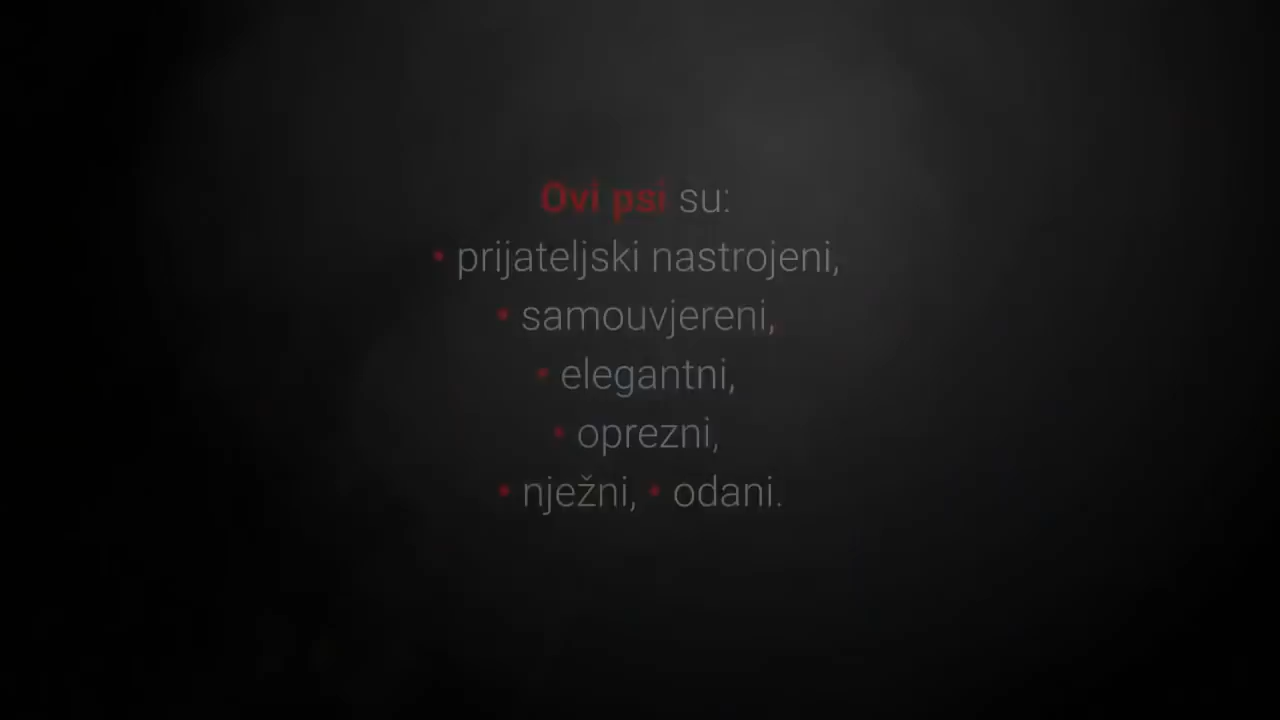 Ovi psi su:
• prijateljski nastrojeni,
• samouvjereni,
• elegantni,
• oprezni,
• nježni, • odani.